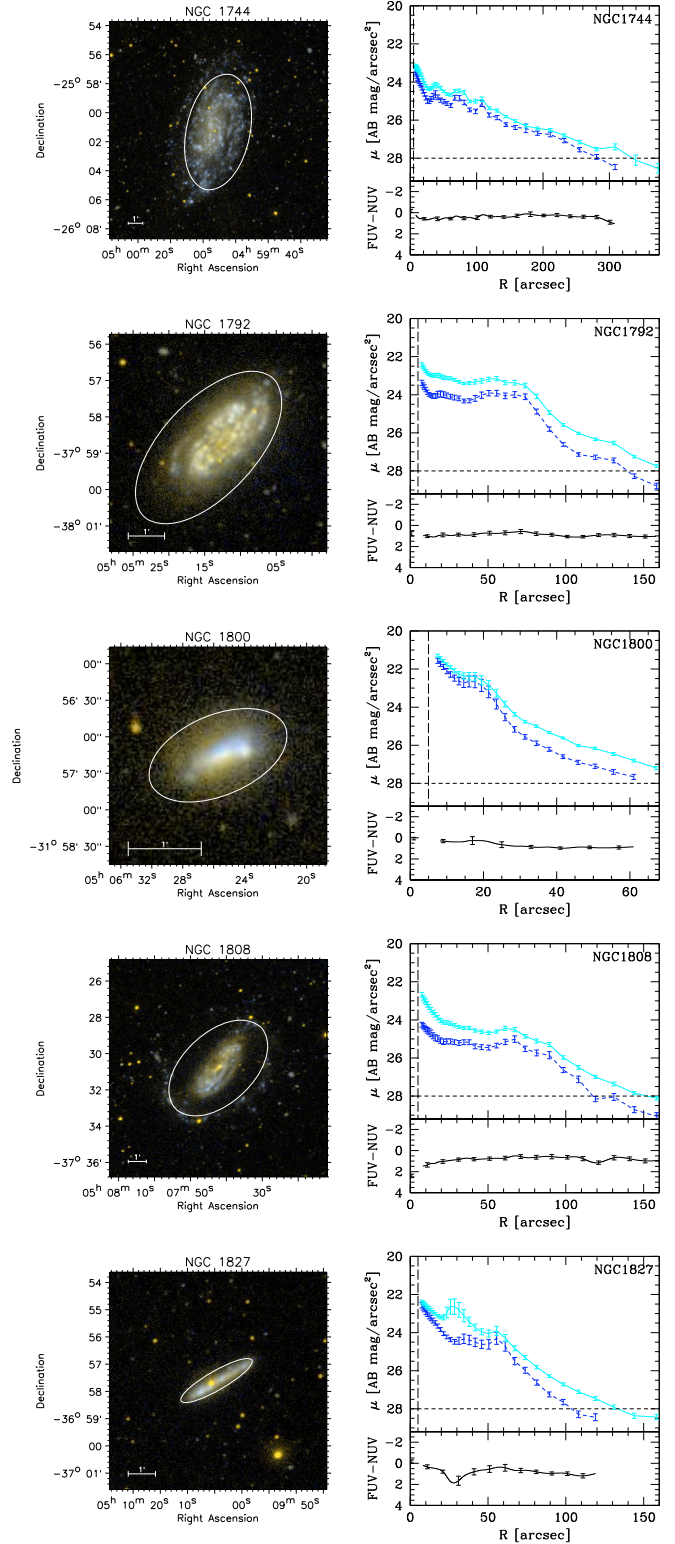 NGC 1744
54
56
−25° 58'
00
02
04
06
−26° 08'
Declination
1'
05ʰ 00ᵐ 20ˢ 00ˢ 04ʰ 59ᵐ 40ˢ
Right Ascension
NGC1744
20
22
24
26
28
μ [AB mag/arcsec²]
−2
0
2
4
FUV−NUV
0 100 200 300
R [arcsec]
NGC 1792
56
57
58
−37° 59'
00
−38° 01'
Declination
1'
05ʰ 05ᵐ 25ˢ 15ˢ 05ˢ
Right Ascension
NGC1792
20
22
24
26
28
μ [AB mag/arcsec²]
−2
0
2
4
FUV−NUV
0 50 100 150
R [arcsec]
NGC 1800
00"
56' 30"
00"
57' 30"
00"
−31° 58' 30"
Declination
1'
05ʰ 06ᵐ 32ˢ 28ˢ 24ˢ 20ˢ
Right Ascension
NGC1800
20
22
24
26
28
μ [AB mag/arcsec²]
−2
0
2
4
FUV−NUV
0 20 40 60
R [arcsec]
NGC 1808
26
28
30
32
34
−37° 36'
Declination
1'
05ʰ 08ᵐ 10ˢ 07ᵐ 50ˢ 30ˢ
Right Ascension
NGC1808
20
22
24
26
28
μ [AB mag/arcsec²]
−2
0
2
4
FUV−NUV
0 50 100 150
R [arcsec]
NGC 1827
54
55
56
57
58
−36° 59'
00
−37° 01'
Declination
1'
05ʰ 10ᵐ 20ˢ 10ˢ 00ˢ 09ᵐ 50ˢ
Right Ascension
NGC1827
20
22
24
26
28
μ [AB mag/arcsec²]
−2
0
2
4
FUV−NUV
0 50 100 150
R [arcsec]